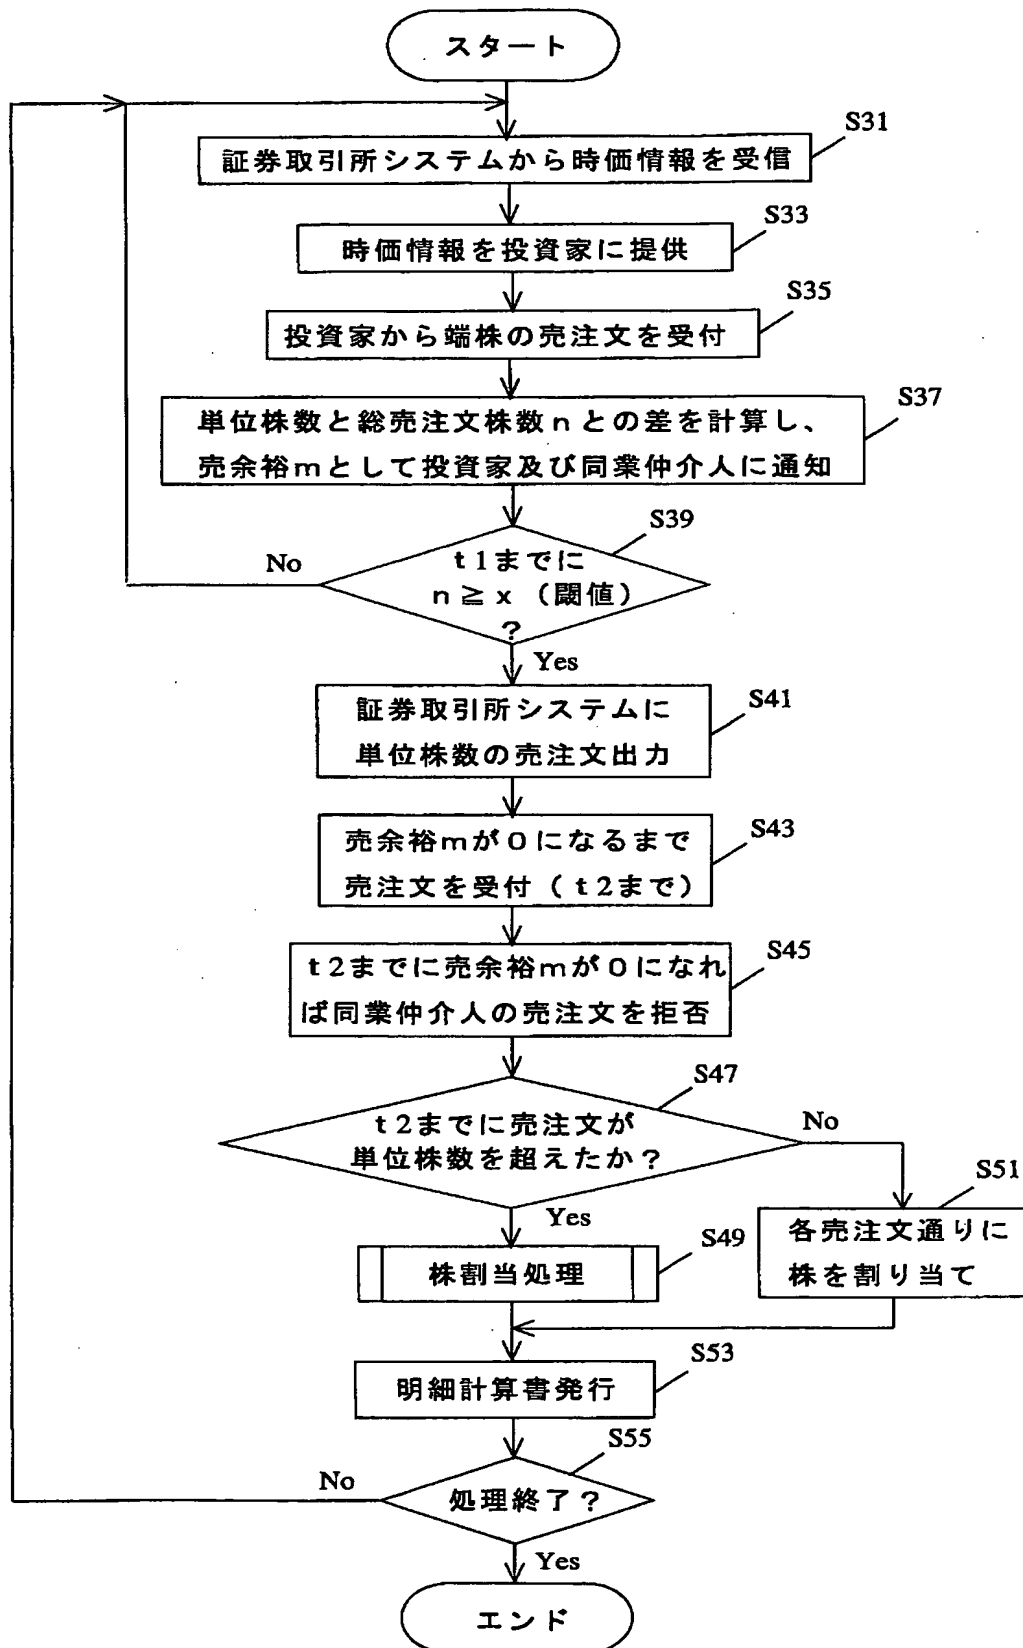 スタート
S31
証券取引所システムから時価情報を受信
S33
時価情報を投資家に提供
S35
投資家から端株の売注文を受付
S37
単位株数と総売注文株数nとの差を計算し、
売余裕mとして投資家及び同業仲介人に通知
S39
No
t1までに
n≧x（閾値）
?
Yes
S41
証券取引所システムに
単位株数の売注文出力
S43
売余裕mが0になるまで
売注文を受付（t2まで）
S45
t2までに売余裕mが0になれ
ば同業仲介人の売注文を拒否
S47
t2までに売注文が
単位株数を超えたか?
No
Yes
S51
各売注文通りに
株を割り当て
S49
株割当処理
S53
明細計算書発行
S55
No
処理終了?
Yes
エンド